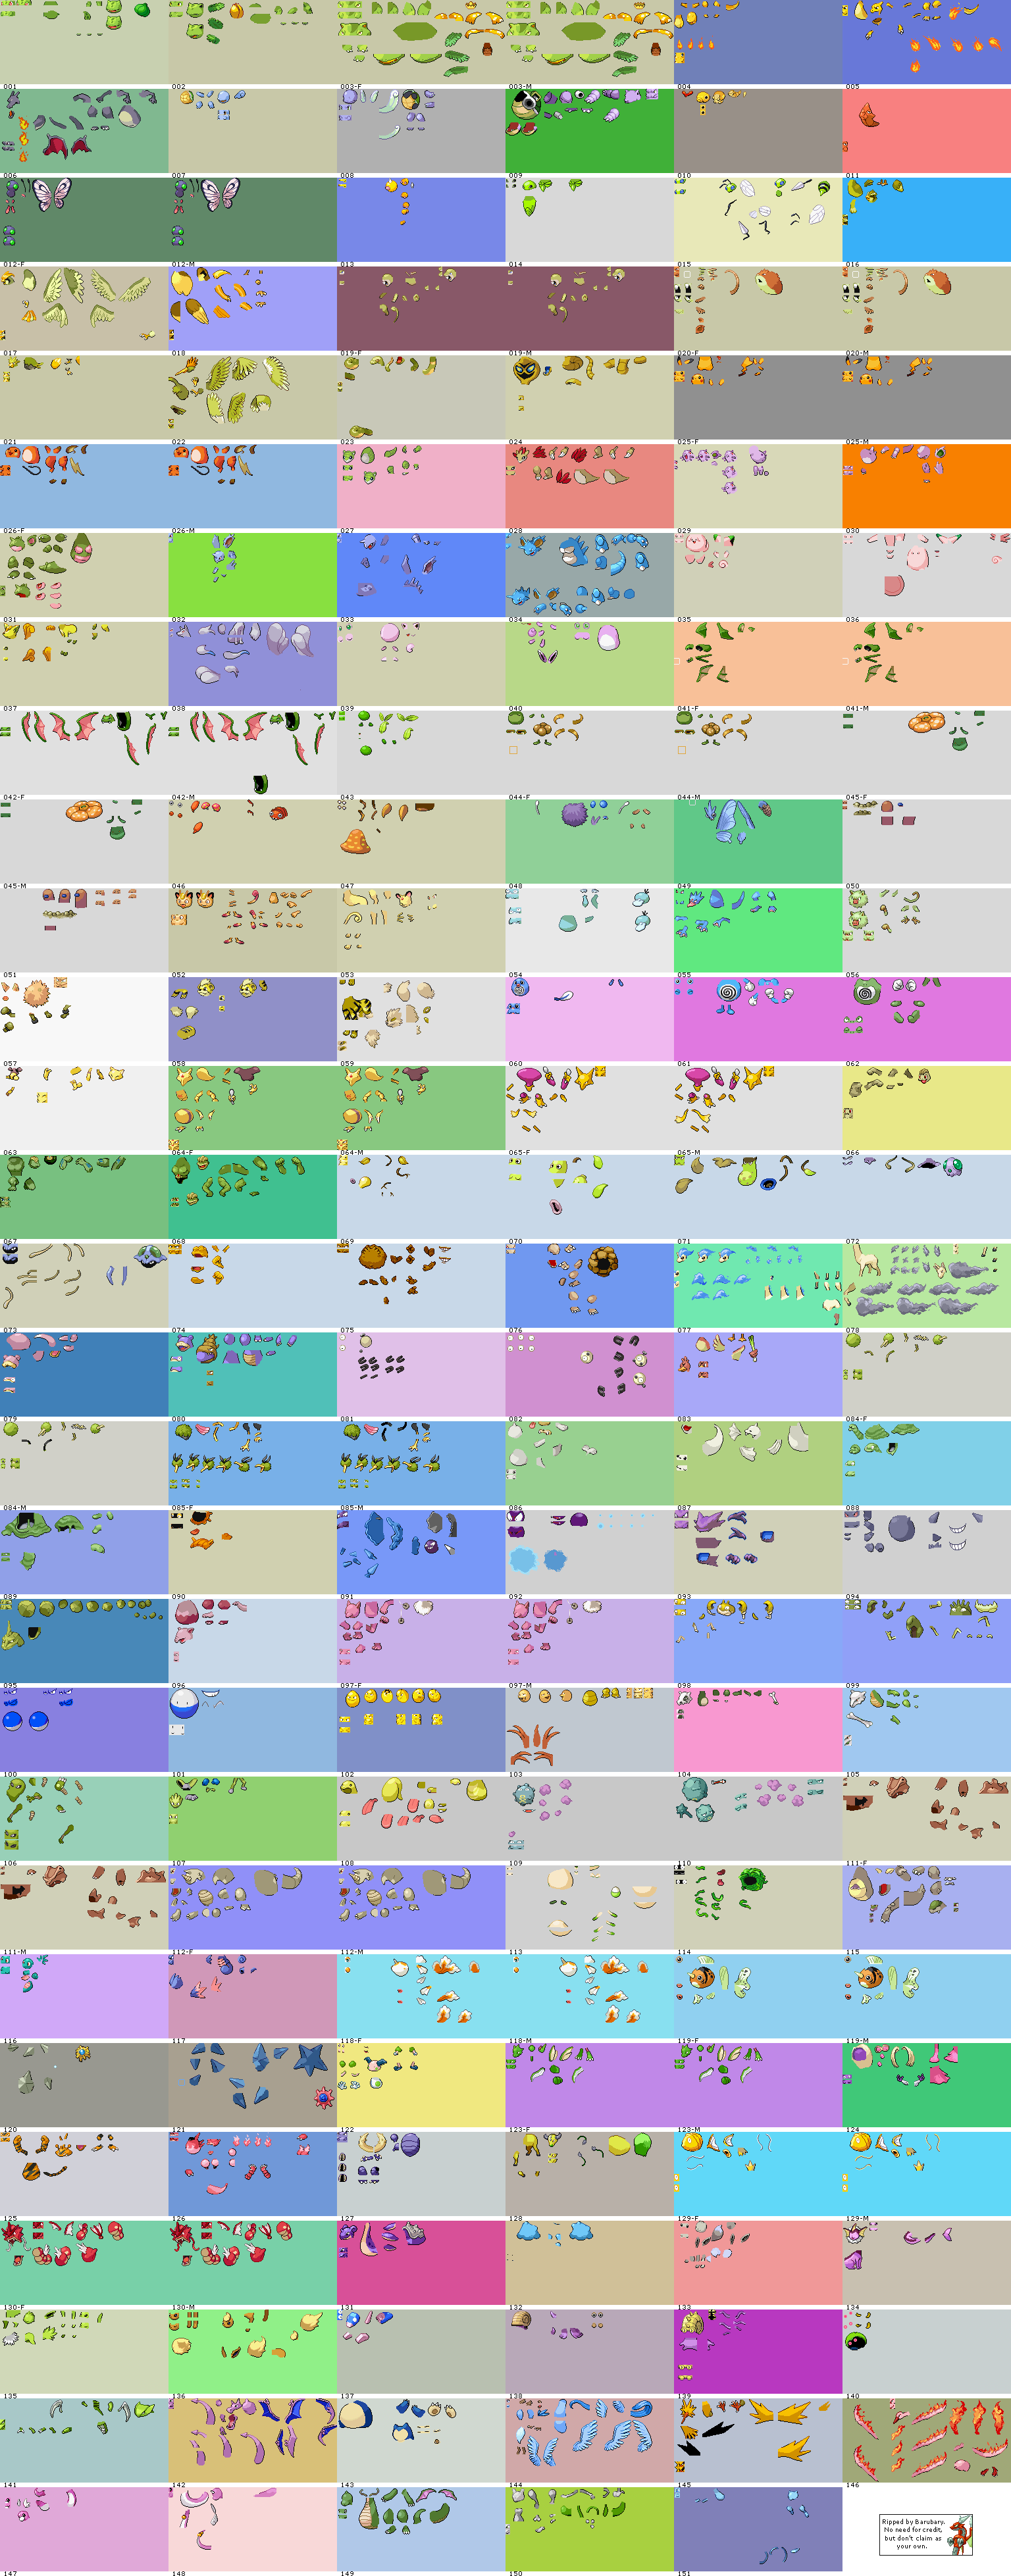 001 002 003-F 003-M 004 005
006 007 008 009 010 011
012-F 012-M 013 014 015 016
017 018 019-F 019-M 020-F 020-M
021 022 023 024 025-F 025-M
026-F 026-M 027 028 029 030
031 032 033 034 035 036
037 038 039 040 041-F 041-M
042-F 042-M 043 044-F 044-M 045-F
045-M 046 047 048 049 050
051 052 053 054 055 056
057 058 059 060 061 062
063 064-F 064-M 065-F 065-M 066
067 068 069 070 071 072
073 074 075 076 077 078
079 080 081 082 083 084-F
084-M 085-F 085-M 086 087 088
089 090 091 092 093 094
095 096 097-F 097-M 098 099
100 101 102 103 104 105
106 107 108 109 110 111-F
111-M 112-F 112-M 113 114 115
116 117 118-F 118-M 119-F 119-M
120 121 122 123-F 123-M 124
125 126 127 128 129-F 129-M
130-F 130-M 131 132 133 134
135 136 137 138 139 140
141 142 143 144 145 146
Ripped by Barubary.
No need for credit,
but don't claim as
your own.
147 148 149 150 151